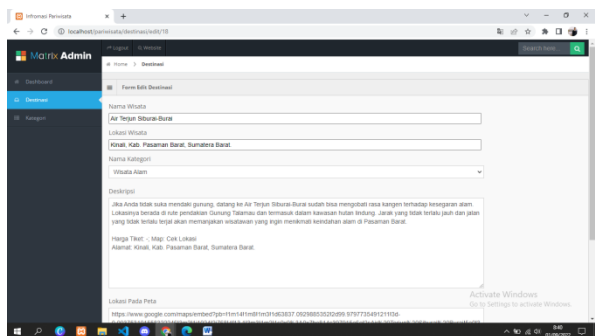 Infromasi Pariwisata
localhost/pariwisata/destinasi/edit/18
Matrix Admin
Logout
Website
Search here
Home
Destinasi
Dashboard
Destinasi
Kategori
Form Edit Destinasi
Nama Wisata
Air Terjun Siburai-Burai
Lokasi Wisata
Kinali, Kab. Pasaman Barat, Sumatera Barat.
Nama Kategori
Wisata Alam
Deskripsi
Jika Anda tidak suka mendaki gunung, datang ke Air Terjun Siburai-Burai sudah bisa mengobati rasa kangen terhadap kesegaran alam.
Lokasinya berada di rute pendakian Gunung Talamau dan termasuk dalam kawasan hutan lindung. Jarak yang tidak terlalu jauh dan jalan
yang tidak terlalu terjal akan memanjakan wisatawan yang ingin menikmati keindahan alam di Pasaman Barat.
Harga Tiket: -; Map: Cek Lokasi
Alamat: Kinali, Kab. Pasaman Barat, Sumatera Barat.
Lokasi Pada Peta
Activate Windows
Go to Settings to activate Windows.
8:40